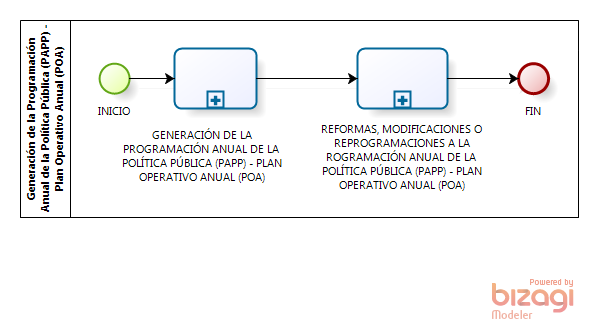 Generación de la Programación
Anual de la Política Pública (PAPP) -
Plan Operativo Anual (POA)
INICIO
GENERACIÓN DE LA
PROGRAMACIÓN ANUAL DE LA
POLÍTICA PÚBLICA (PAPP) - PLAN
OPERATIVO ANUAL (POA)
REFORMAS, MODIFICACIONES O
REPROGRAMACIONES A LA
ROGRAMACIÓN ANUAL DE LA
POLÍTICA PÚBLICA (PAPP) - PLAN
OPERATIVO ANUAL (POA)
FIN
Powered by
bizagi
Modeler